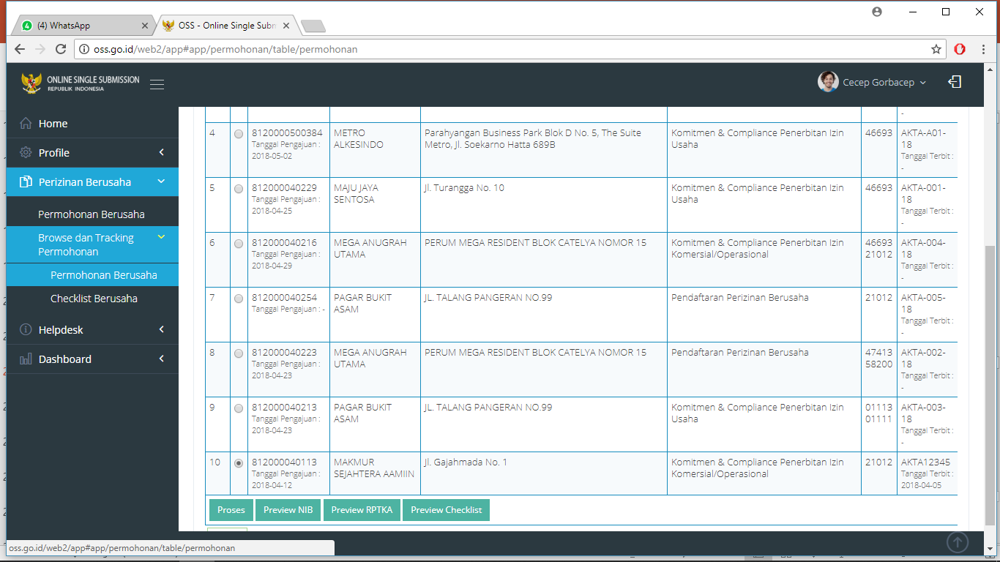 (4) WhatsApp
OSS - Online Single Subm
oss.go.id/web2/app#app/permohonan/table/permohonan
ONLINE SINGLE SUBMISSION
REPUBLIK INDONESIA
Cecep Gorbacep
Home
Profile
Perizinan Berusaha
Permohonan Berusaha
Browse dan Tracking
Permohonan
Permohonan Berusaha
Checklist Berusaha
Helpdesk
Dashboard
-
4 8120000500384 METRO Parahyangan Business Park Blok D No. 5, The Suite Komitmen & Compliance Penerbitan Izin 46693 AKTA-A01-
Tanggal Pengajuan : ALKESINDO Metro, Jl. Soekarno Hatta 689B Usaha 18
2018-05-02 Tanggal Terbit :
-
5 812000040229 MAJU JAYA Jl. Turangga No. 10 Komitmen & Compliance Penerbitan Izin 46693 AKTA-001-
Tanggal Pengajuan : SENTOSA Usaha 18
2018-04-25 Tanggal Terbit :
-
6 812000040216 MEGA ANUGRAH PERUM MEGA RESIDENT BLOK CATELYA NOMOR 15 Komitmen & Compliance Penerbitan Izin 46693 AKTA-004-
Tanggal Pengajuan : UTAMA Komersial/Operasional 21012 18
2018-04-29 Tanggal Terbit :
-
7 812000040254 PAGAR BUKIT JL. TALANG PANGERAN NO.99 Pendaftaran Perizinan Berusaha 21012 AKTA-005-
Tanggal Pengajuan : - ASAM 18
Tanggal Terbit :
-
8 812000040223 MEGA ANUGRAH PERUM MEGA RESIDENT BLOK CATELYA NOMOR 15 Pendaftaran Perizinan Berusaha 47413 AKTA-002-
Tanggal Pengajuan : UTAMA 58200 18
2018-04-23 Tanggal Terbit :
-
9 812000040213 PAGAR BUKIT JL. TALANG PANGERAN NO.99 Komitmen & Compliance Penerbitan Izin 01113 AKTA-003-
Tanggal Pengajuan : ASAM Usaha 01111 18
2018-04-23 Tanggal Terbit :
-
10 812000040113 MAKMUR Jl. Gajahmada No. 1 Komitmen & Compliance Penerbitan Izin 21012 AKTA12345
Tanggal Pengajuan : SEJAHTERA AAMIIN Komersial/Operasional Tanggal Terbit :
2018-04-12 2018-04-05
Proses Preview NIB Preview RPTKA Preview Checklist
oss.go.id/web2/app#app/permohonan/table/permohonan